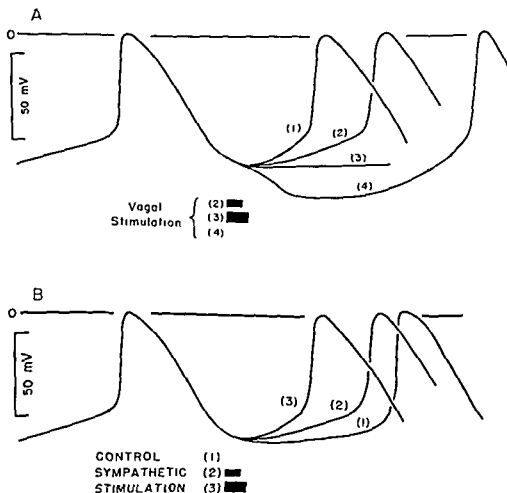 A
0
50 mV
(1)
(2)
(3)
(4)
Vagal
Stimulation
(2)
(3)
(4)
B
0
50 mV
(3)
(2)
(1)
CONTROL (1)
SYMPATHETIC (2)
STIMULATION (3)